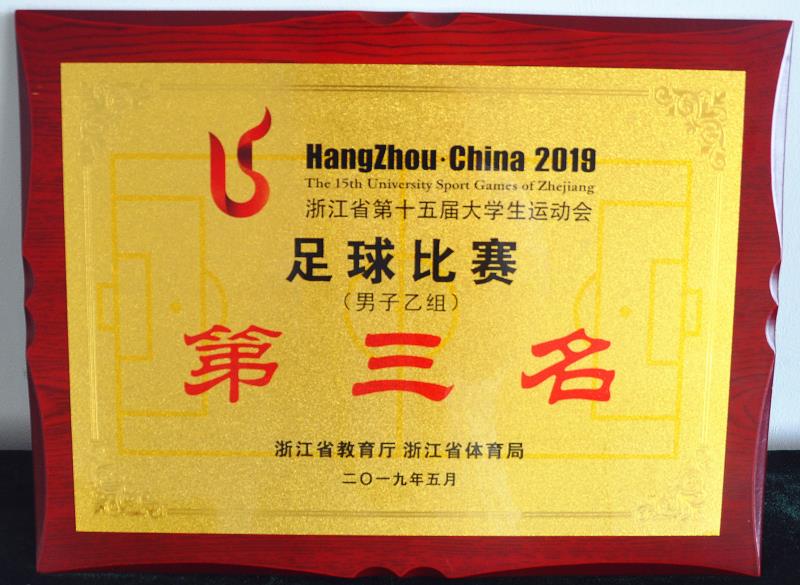 HangZhou·China 2019
The 15th University Sport Games of Zhejiang
浙江省第十五届大学生运动会
足球比赛
（男子乙组）
第三名
浙江省教育厅 浙江省体育局
二〇一九年五月